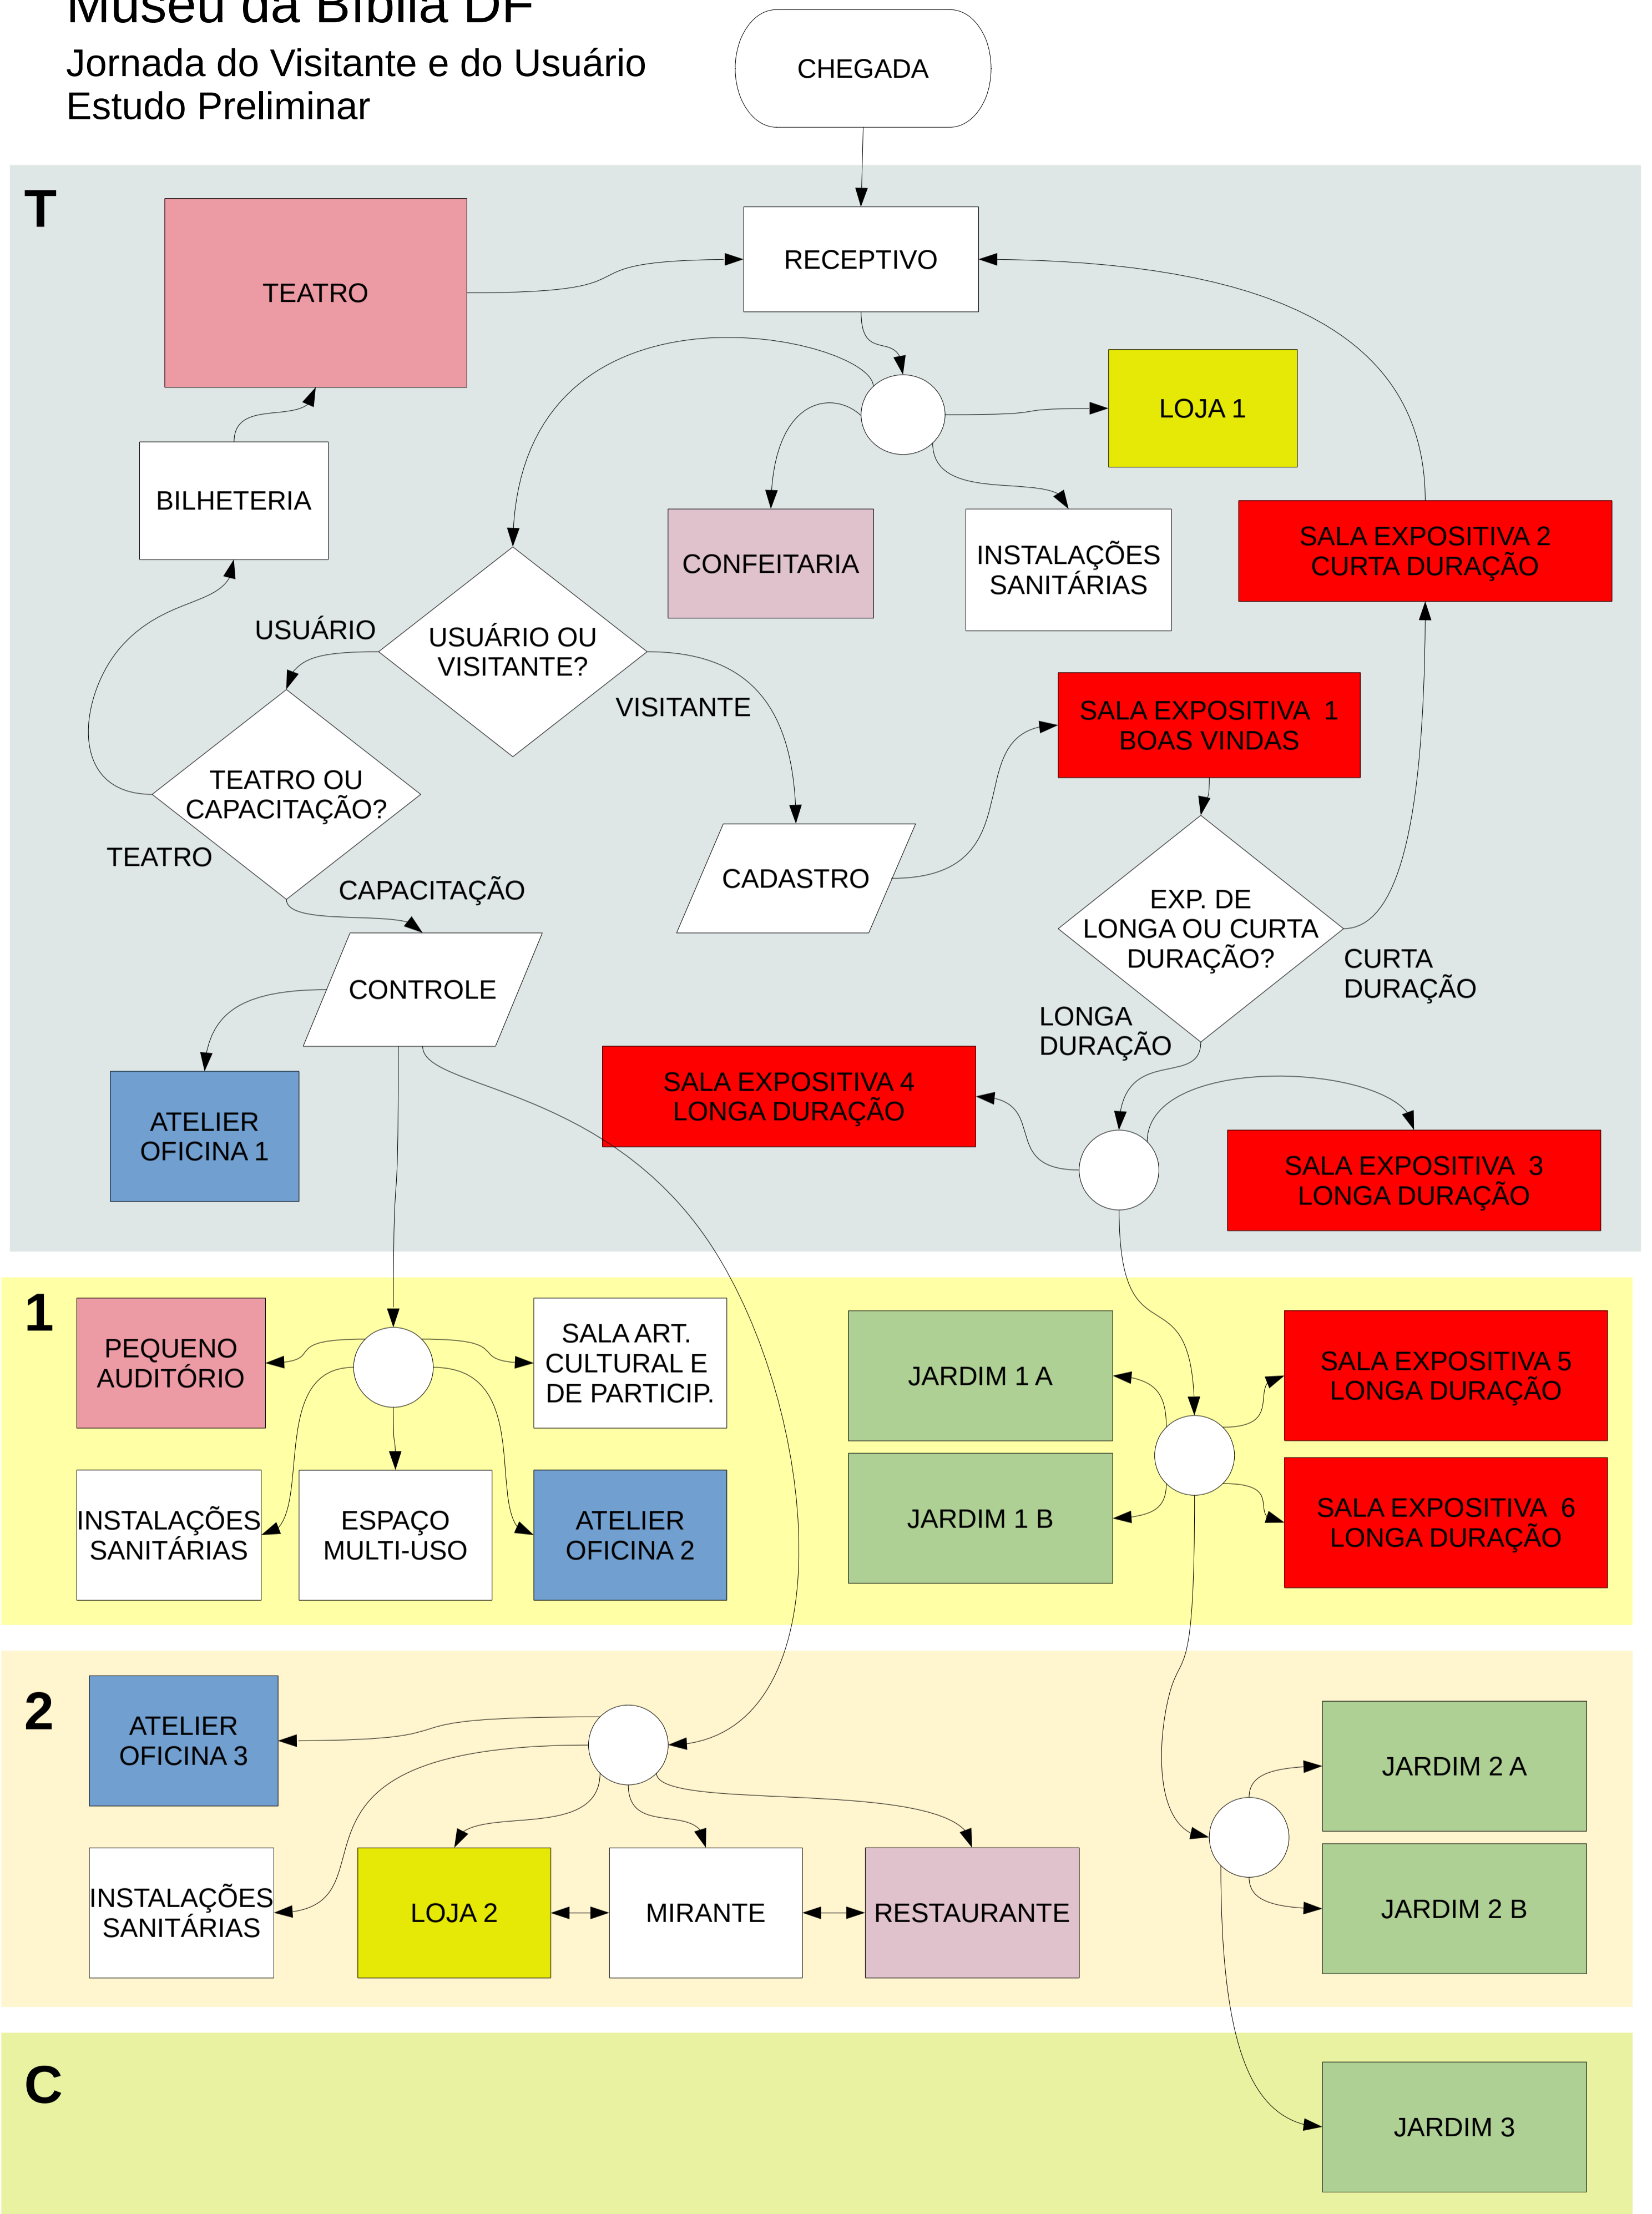 Museu da Bíblia DF
Jornada do Visitante e do Usuário
Estudo Preliminar
CHEGADA
T
TEATRO
RECEPTIVO
LOJA 1
BILHETERIA
CONFEITARIA
INSTALAÇÕES
SANITÁRIAS
SALA EXPOSITIVA 2
CURTA DURAÇÃO
USUÁRIO
USUÁRIO OU
VISITANTE?
VISITANTE
SALA EXPOSITIVA  1
BOAS VINDAS
TEATRO OU
CAPACITAÇÃO?
TEATRO
CAPACITAÇÃO
CADASTRO
EXP. DE
LONGA OU CURTA
DURAÇÃO?
CURTA
DURAÇÃO
CONTROLE
LONGA
DURAÇÃO
ATELIER
OFICINA 1
SALA EXPOSITIVA 4
LONGA DURAÇÃO
SALA EXPOSITIVA  3
LONGA DURAÇÃO
1
PEQUENO
AUDITÓRIO
SALA ART.
CULTURAL E
DE PARTICIP.
JARDIM 1 A
SALA EXPOSITIVA 5
LONGA DURAÇÃO
INSTALAÇÕES
SANITÁRIAS
ESPAÇO
MULTI-USO
ATELIER
OFICINA 2
JARDIM 1 B
SALA EXPOSITIVA  6
LONGA DURAÇÃO
2
ATELIER
OFICINA 3
JARDIM 2 A
INSTALAÇÕES
SANITÁRIAS
LOJA 2
MIRANTE
RESTAURANTE
JARDIM 2 B
C
JARDIM 3